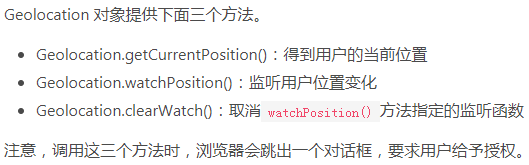 Geolocation 对象提供下面三个方法。
• Geolocation.getCurrentPosition()：得到用户的当前位置
• Geolocation.watchPosition()：监听用户位置变化
• Geolocation.clearWatch()：取消 watchPosition() 方法指定的监听函数
注意，调用这三个方法时，浏览器会跳出一个对话框，要求用户给予授权。